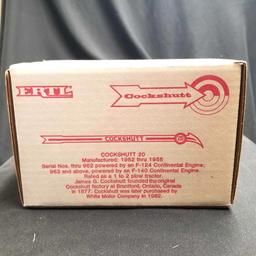 ERTL
Cockshutt
COCKSHUTT
COCKSHUTT 20
Manufactured: 1952 thru 1955
Serial Nos. thru 962 powered by an F-124 Continental Engine;
963 and above, powered by an F-140 Continental Engine.
Rated as a 1 to 2 plow tractor.
James G. Cockshutt founded the original
Cockshutt factory at Brantford, Ontario, Canada
in 1877. Cockshutt was later purchased by
White Motor Company in 1962.